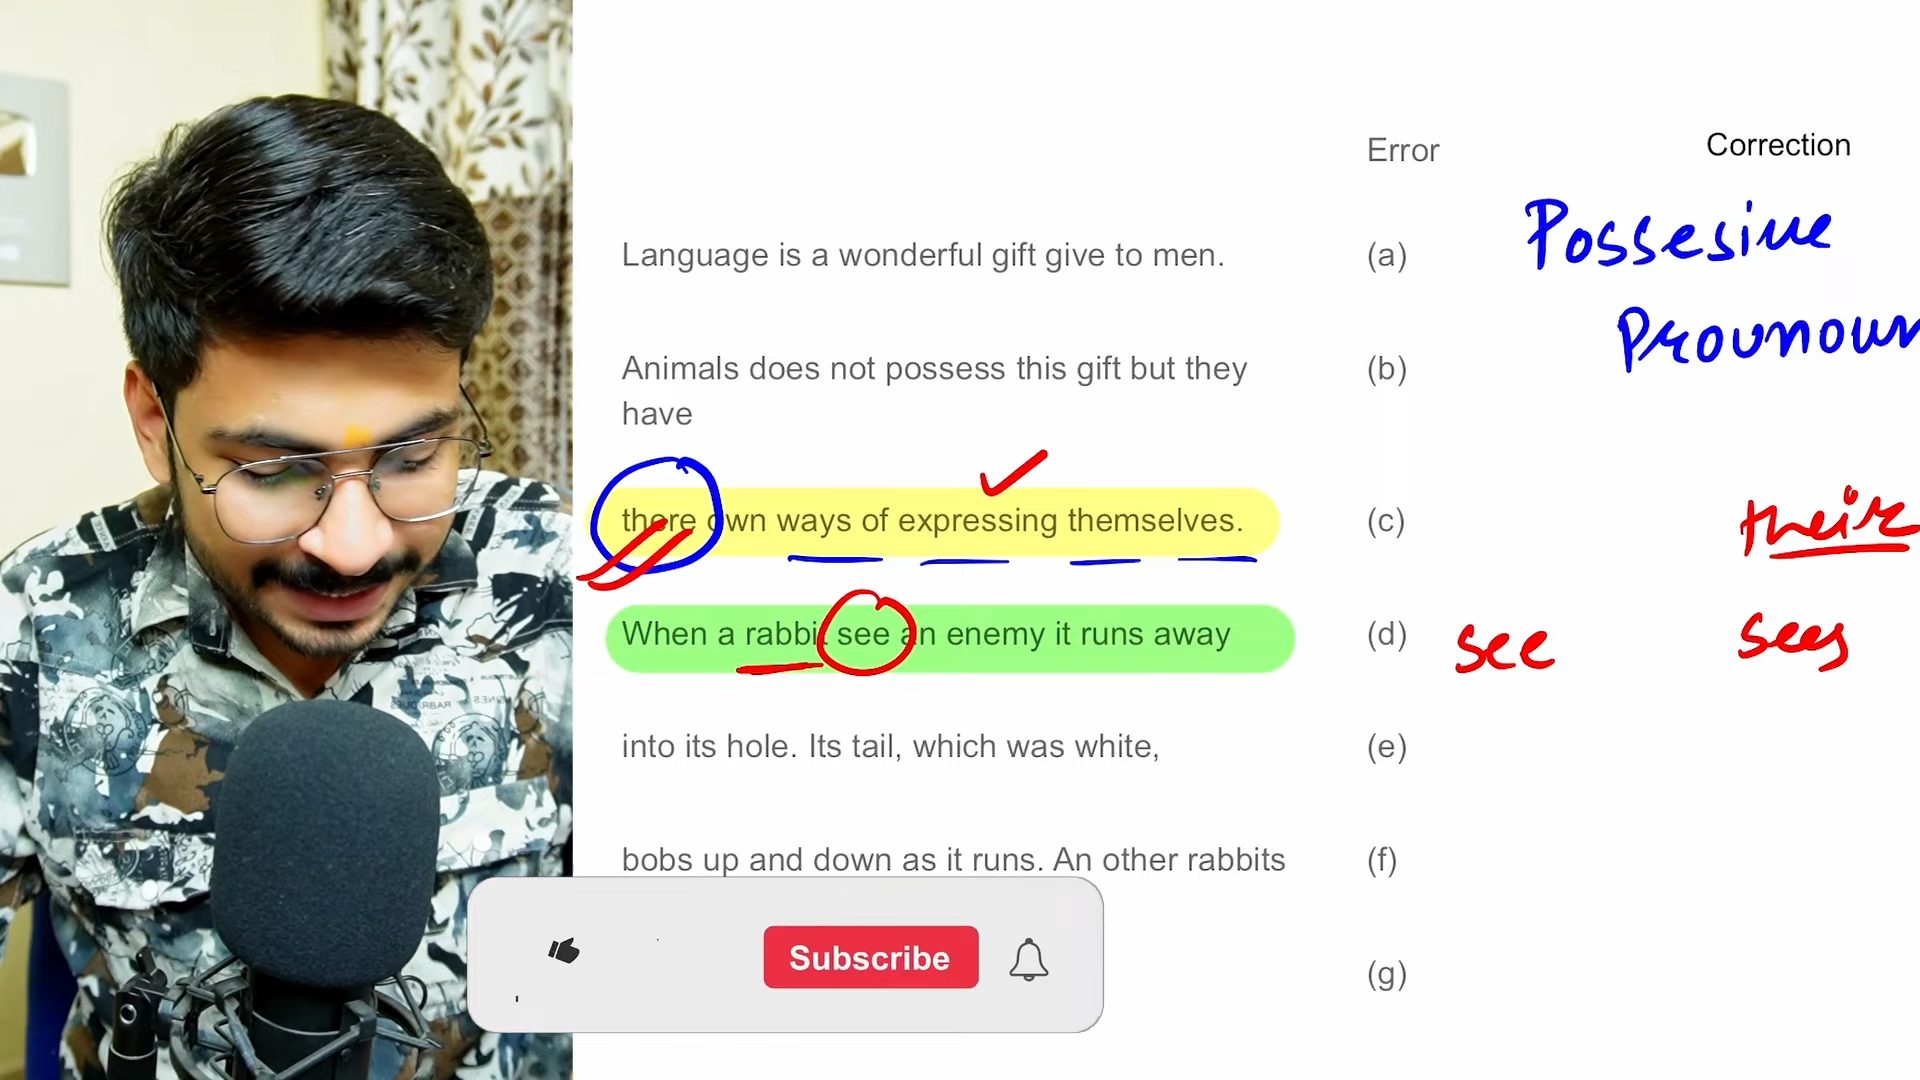 Error Correction
Possesive
Prounoun
Language is a wonderful gift give to men. (a)
Animals does not possess this gift but they (b)
have
there own ways of expressing themselves. (c) their
When a rabbit see an enemy it runs away (d) see sees
into its hole. Its tail, which was white, (e)
bobs up and down as it runs. An other rabbits (f)
Subscribe
(g)